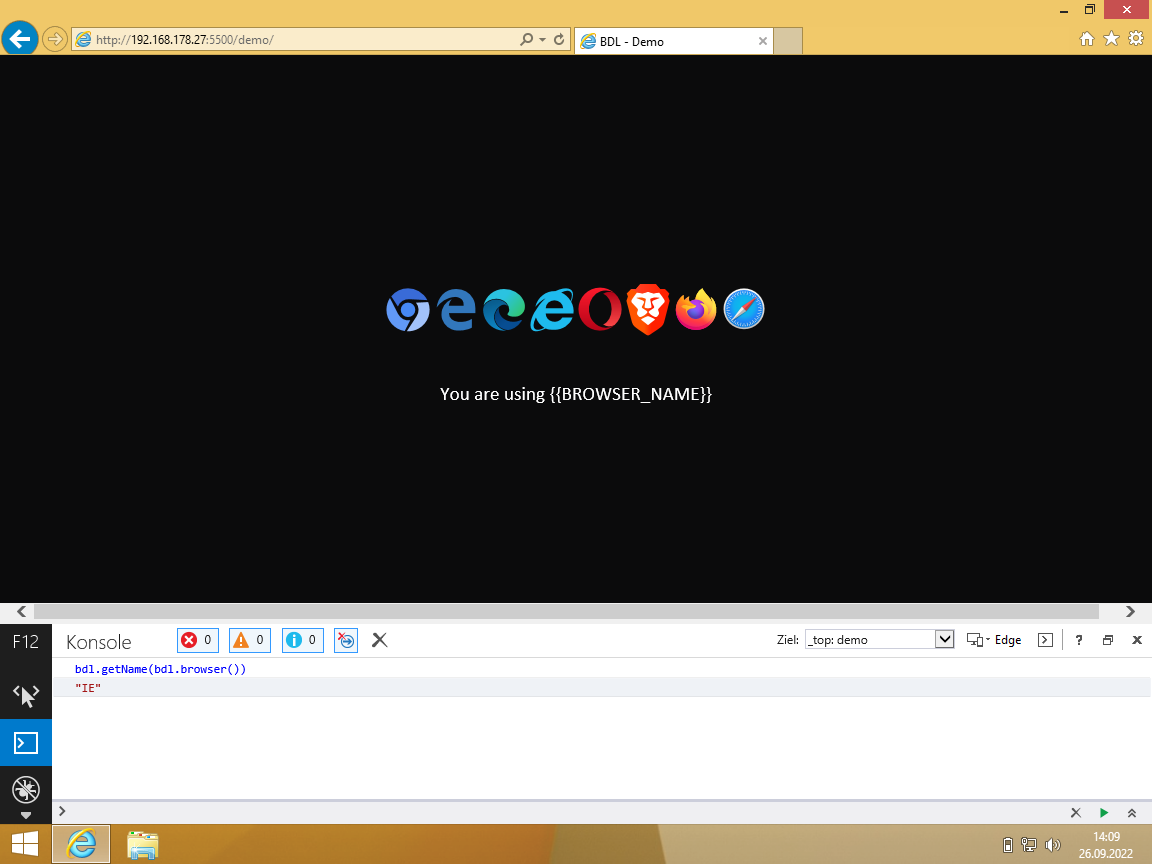 http://192.168.178.27:5500/demo/
BDL - Demo
You are using {{BROWSER_NAME}}
F12
Konsole
0
0
0
Ziel:
_top: demo
Edge
?
bdl.getName(bdl.browser())
"IE"
14:09
26.09.2022